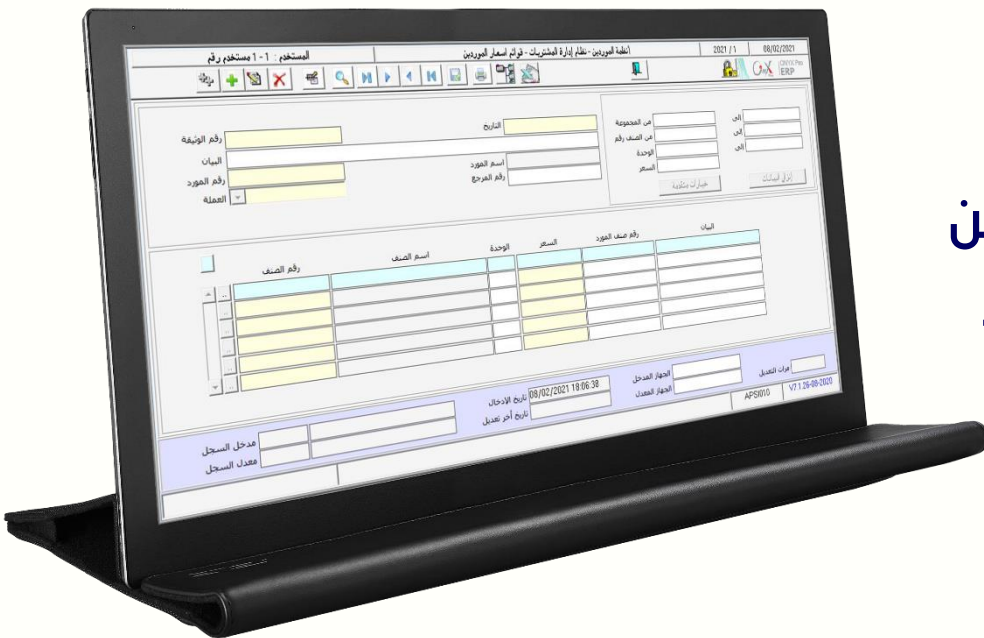 08/02/2021
2021 / 1
أنظمة الموردين - نظام إدارة المشتريات - قوائم اسعار الموردين
المستخدم : 1 - 1 مستخدم رقم
ONYX Pro
ERP
رقم الوثيقة
التاريخ
من المجموعة
إلى
البيان
من الصنف رقم
إلى
رقم المورد
اسم المورد
الوحدة
إلى
العملة
رقم المرجع
السعر
خيارات متقدمة
إنزال البيانات
رقم الصنف
اسم الصنف
الوحدة
السعر
رقم صنف المورد
البيان
مدخل السجل
تاريخ الادخال
08/02/2021 18:06:38
الجهاز المدخل
معدل السجل
تاريخ أخر تعديل
الجهاز المعدل
مرات التعديل
APSI010
V7.1.26-08-2020